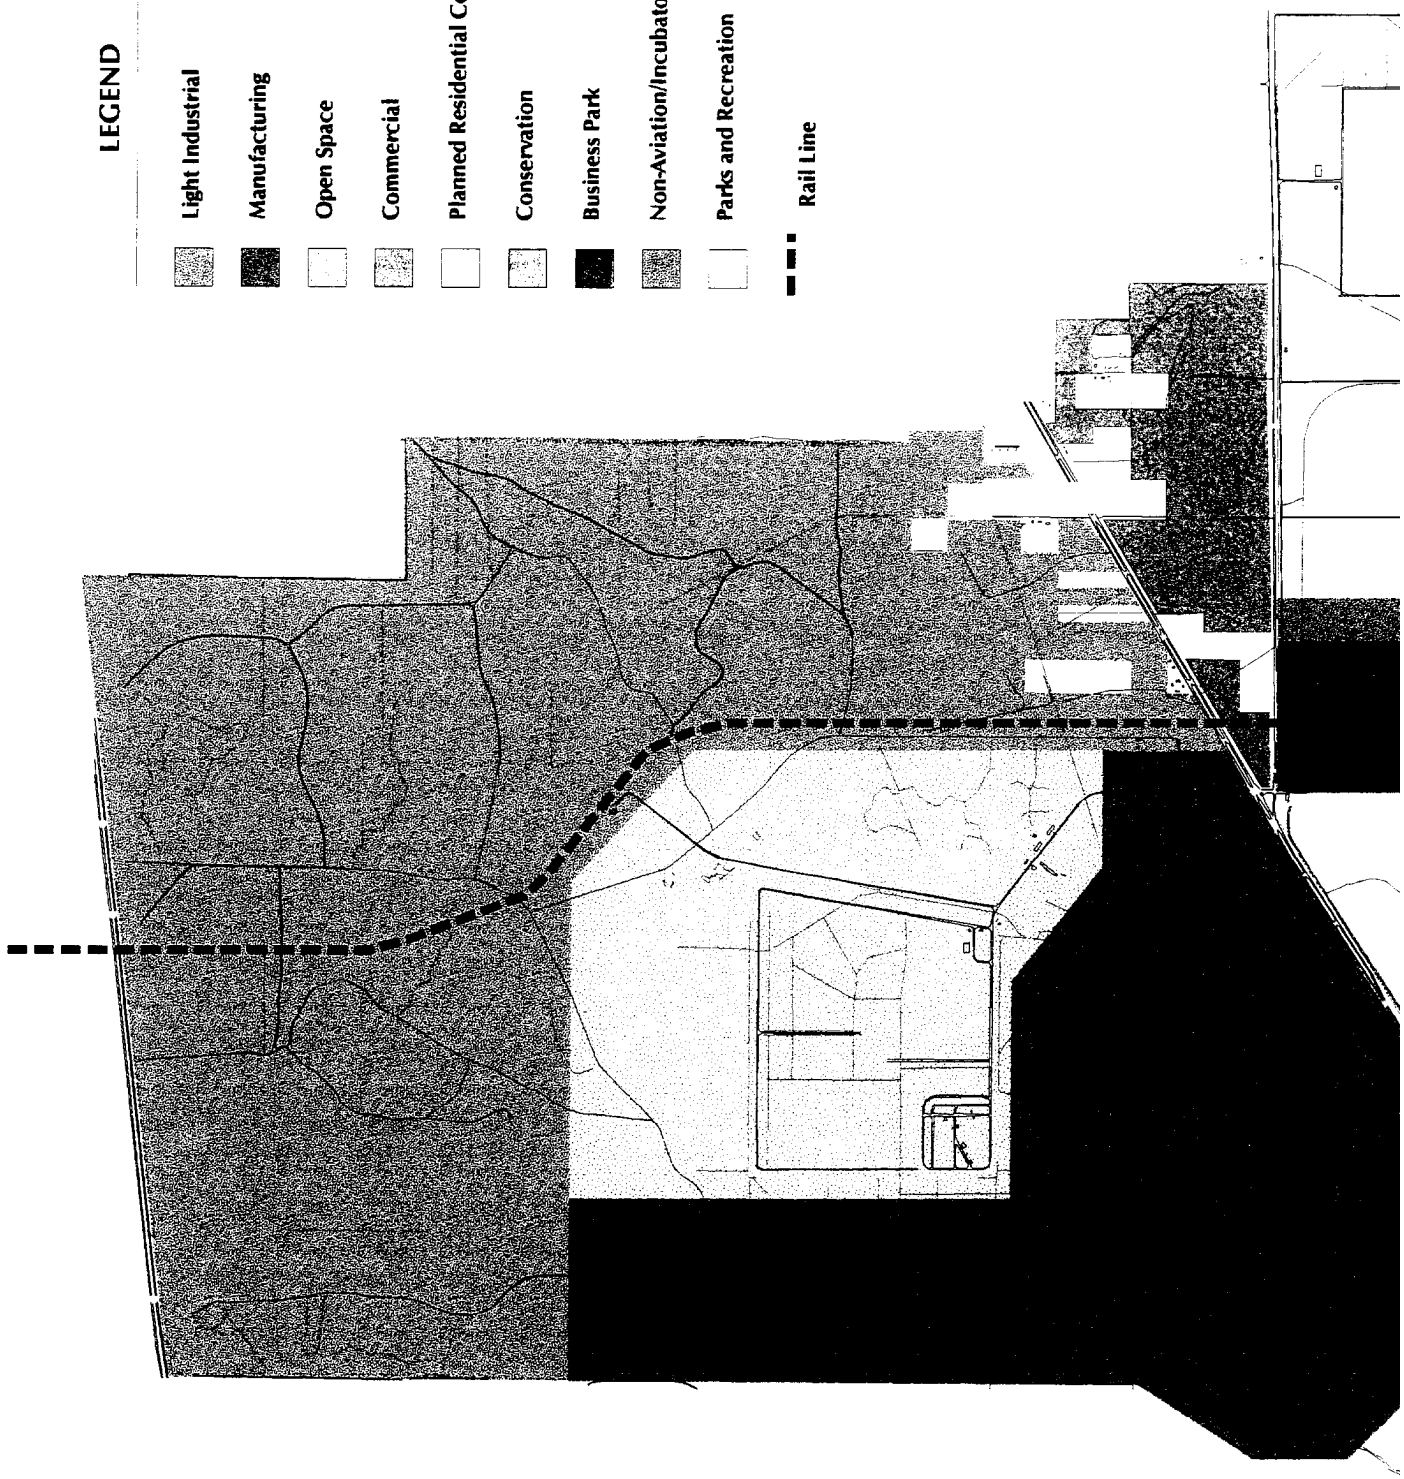 LEGEND
Light Industrial
Manufacturing
Open Space
Commercial
Planned Residential
Conservation
Business Park
Non-Aviation/Incubato
Parks and Recreation
Rail Line